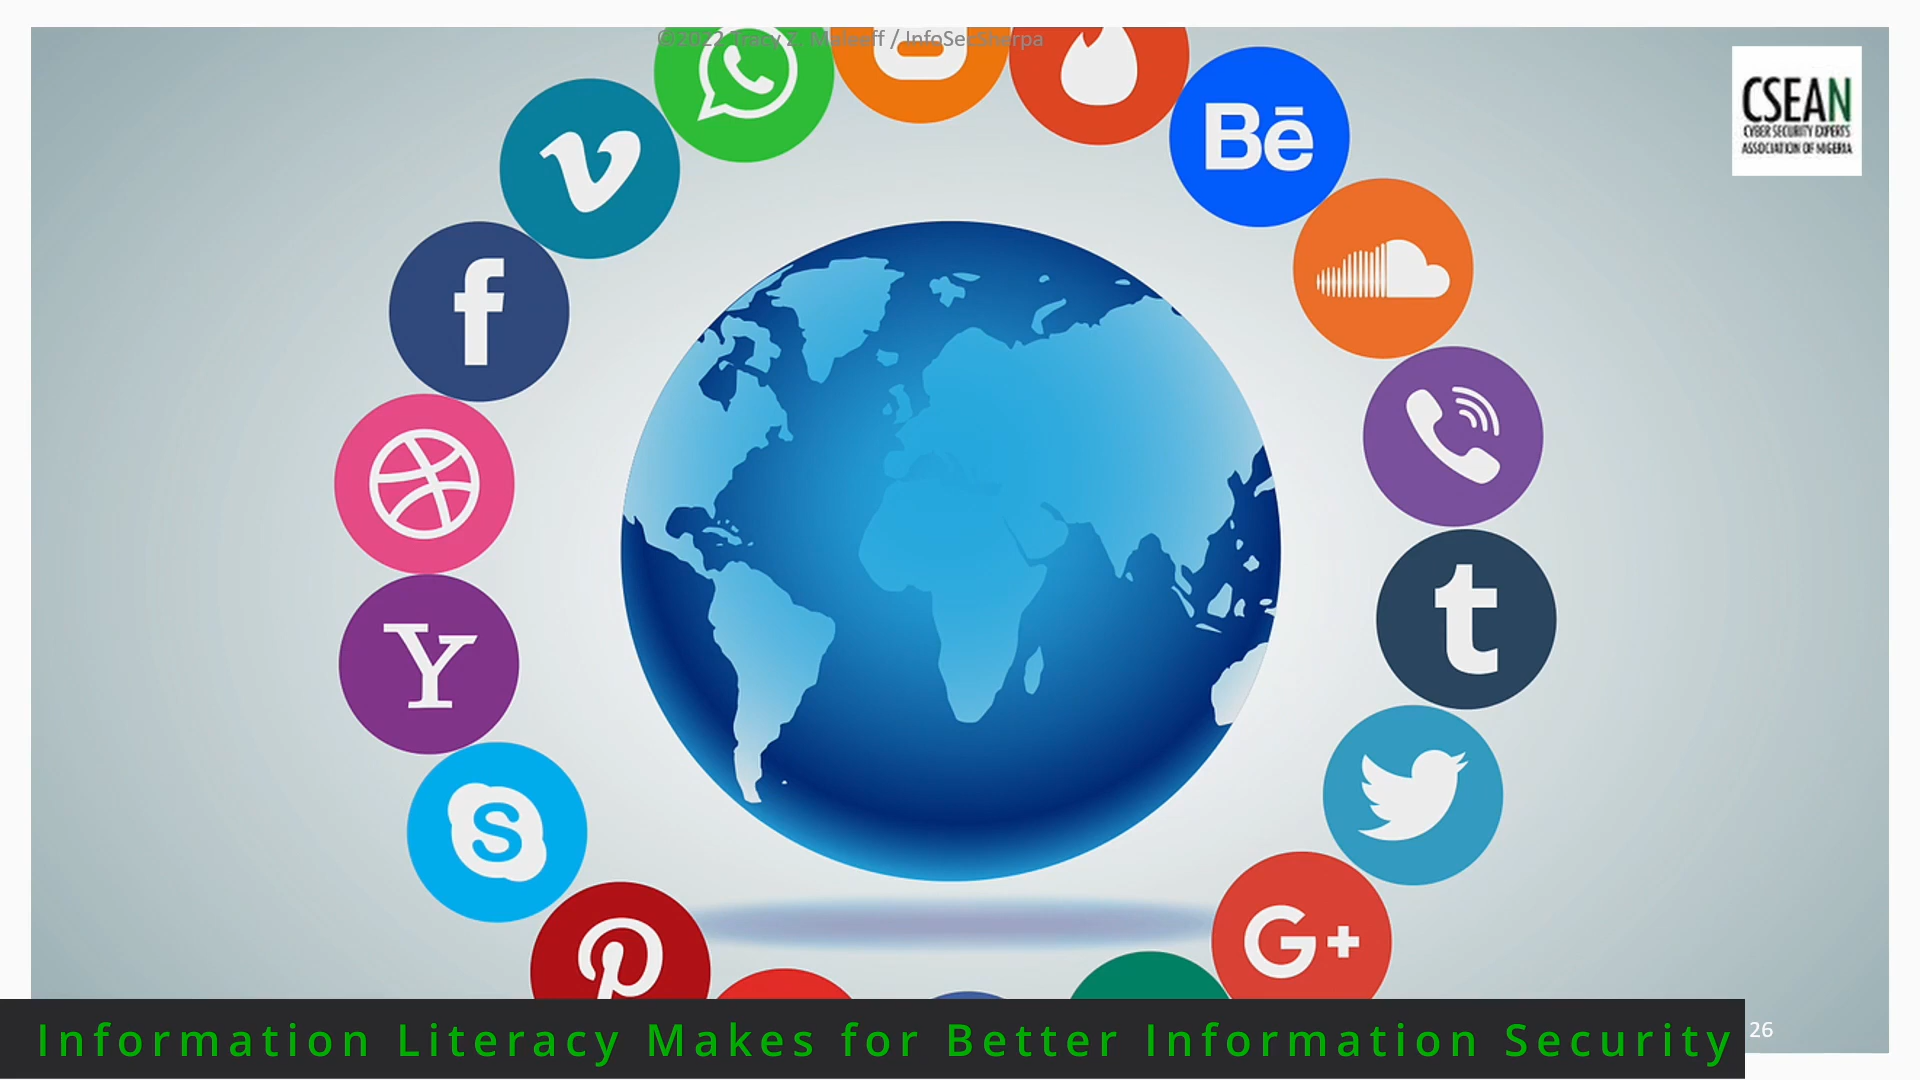 ©2022 Tracy Z. Maleeff / InfoSecSherpa
CSEAN
CYBER SECURITY EXPERTS
ASSOCIATION OF NIGERIA
Bē
f
Y
t
S
G+
Information Literacy Makes for Better Information Security
26